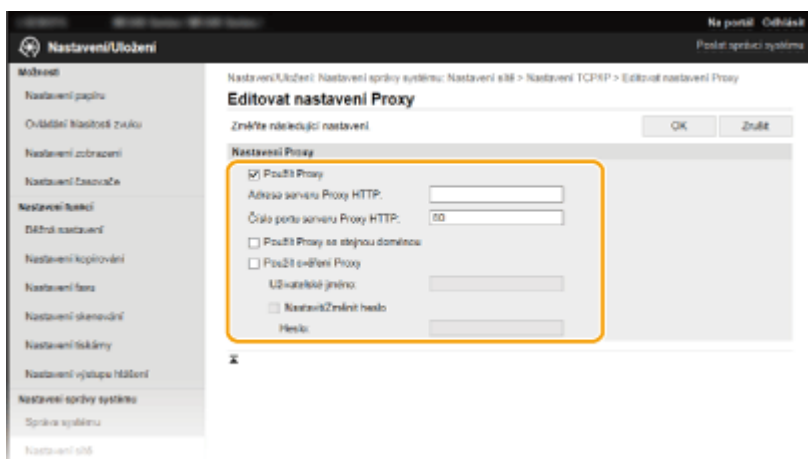 Na portál Odhlásit
Nastavení/Uložení
Poslat správci systému
Možnosti
Nastavení papíru
Ovládání hlasitosti zvuku
Nastavení zobrazení
Nastavení časovače
Nastavení funkcí
Běžná nastavení
Nastavení kopírování
Nastavení faxu
Nastavení skenování
Nastavení tiskárny
Nastavení výstupu hlášení
Nastavení správy systému
Správa systému
Nastavení sítě
Nastavení/Uložení: Nastavení správy systému: Nastavení sítě > Nastavení TCP/IP > Editovat nastavení Proxy
Editovat nastavení Proxy
Změňte následující nastavení.
OK
Zrušit
Nastavení Proxy
Použít Proxy
Adresa serveru Proxy HTTP:
Číslo portu serveru Proxy HTTP:
80
Použít Proxy se stejnou doménou
Použít ověření Proxy
Uživatelské jméno:
Nastavit/Změnit heslo
Heslo: